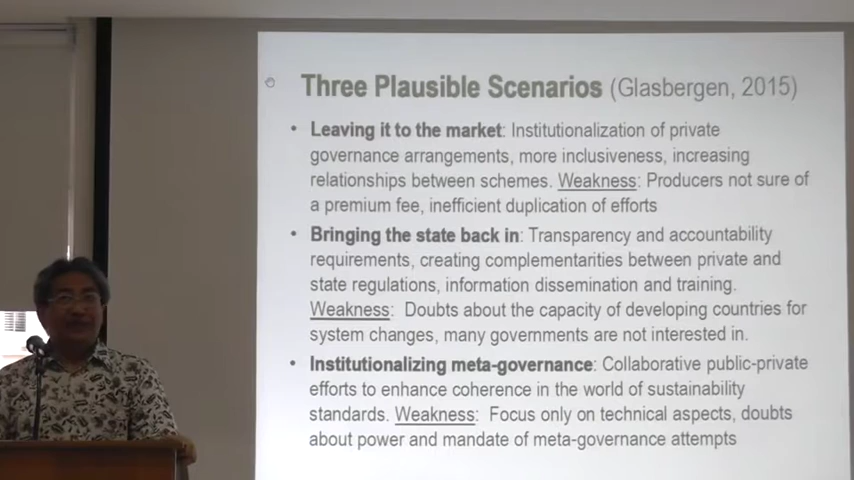 Three Plausible Scenarios (Glasbergen, 2015)
• Leaving it to the market: Institutionalization of private
governance arrangements, more inclusiveness, increasing
relationships between schemes. Weakness: Producers not sure of
a premium fee, inefficient duplication of efforts
• Bringing the state back in: Transparency and accountability
requirements, creating complementarities between private and
state regulations, information dissemination and training.
Weakness: Doubts about the capacity of developing countries for
system changes, many governments are not interested in.
• Institutionalizing meta-governance: Collaborative public-private
efforts to enhance coherence in the world of sustainability
standards. Weakness: Focus only on technical aspects, doubts
about power and mandate of meta-governance attempts